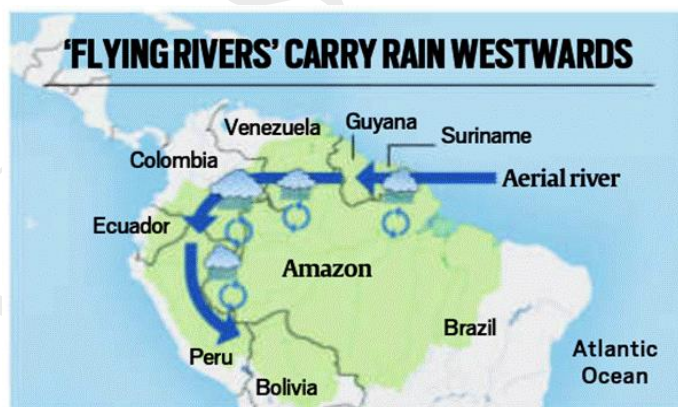 'FLYING RIVERS' CARRY RAIN WESTWARDS
Venezuela
Guyana
Suriname
Colombia
Aerial river
Ecuador
Amazon
Brazil
Peru
Bolivia
Atlantic
Ocean